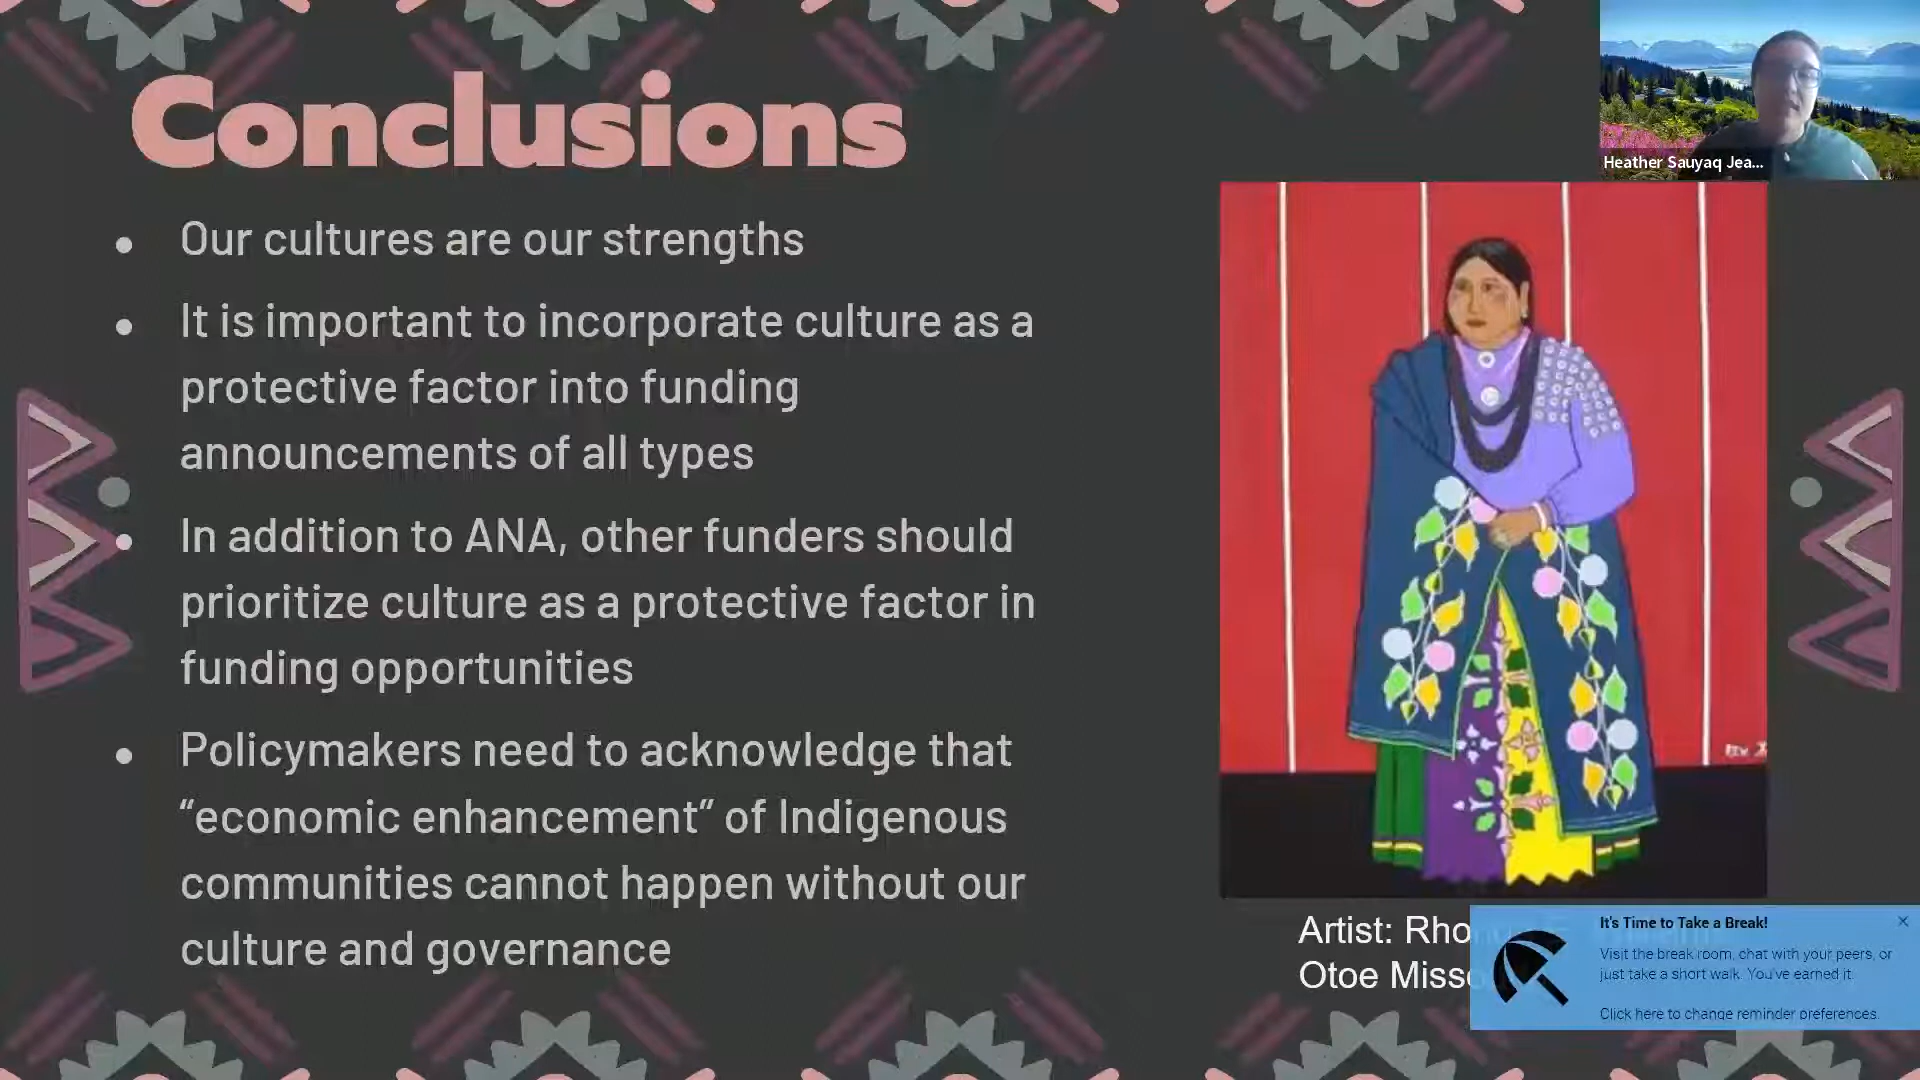 Conclusions
Heather Sauyaq Jea...
• Our cultures are our strengths
• It is important to incorporate culture as a
protective factor into funding
announcements of all types
• In addition to ANA, other funders should
prioritize culture as a protective factor in
funding opportunities
• Policymakers need to acknowledge that
“economic enhancement” of Indigenous
communities cannot happen without our
culture and governance
Artist:
Otoe
It's Time to Take a Break!
Visit the break room, chat with your peers, or
just take a short walk. You've earned it.
Click here to change reminder preferences.